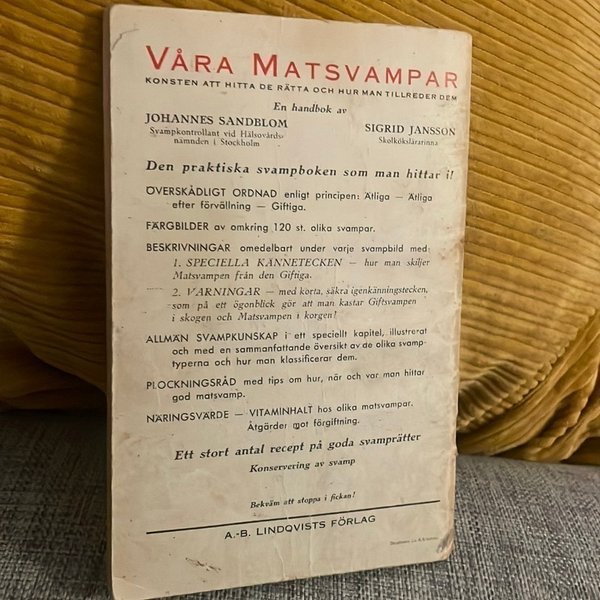 VÅRA MATSVAMPAR
KONSTEN ATT HITTA DE RÄTTA OCH HUR MAN TILLREDER DEM
En handbok av
JOHANNES SANDBLOM
Svampkontrollant vid Hälsovårds-
nämnden i Stockholm
SIGRID JANSSON
Skolkökslärarinna
Den praktiska svampboken som man hittar i!
ÖVERSKÅDLIGT ORDNAD enligt principen: Ätliga — Ätliga
efter förvällning — Giftiga.
FÄRGBILDER av omkring 120 st. olika svampar.
BESKRIVNINGAR omedelbart under varje svampbild med:
1. SPECIELLA KÄNNETECKEN — hur man skiljer
Matsvampen från den Giftiga.
2. VARNINGAR — med korta, säkra igenkänningstecken,
som på ett ögonblick gör att man kastar Giftsvampen
i skogen och Matsvampen i korgen!
ALLMÄN SVAMPKUNSKAP i ett speciellt kapitel, illustrerat
och med en sammanfattande översikt av de olika svamp-
typerna och hur man klassificerar dem.
PLOCKNINGSRÅD med tips om hur, när och var man hittar
god matsvamp.
NÄRINGSVÄRDE — VITAMINHALT hos olika matsvampar.
Åtgärder mot förgiftning.
Ett stort antal recept på goda svamprätter
Konservering av svamp
Bekväm att stoppa i fickan!
A.-B. LINDQVISTS FÖRLAG